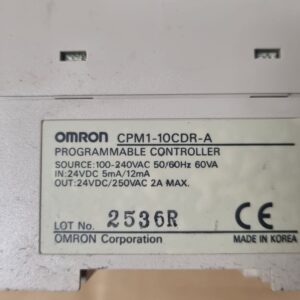 OMRON CPM1-10CDR-A
PROGRAMMABLE CONTROLLER
SOURCE:100-240VAC 50/60Hz 60VA
IN:24VDC 5mA/12mA
OUT:24VDC/250VAC 2A MAX.
LOT No. 2536R CE
OMRON Corporation MADE IN KOREA